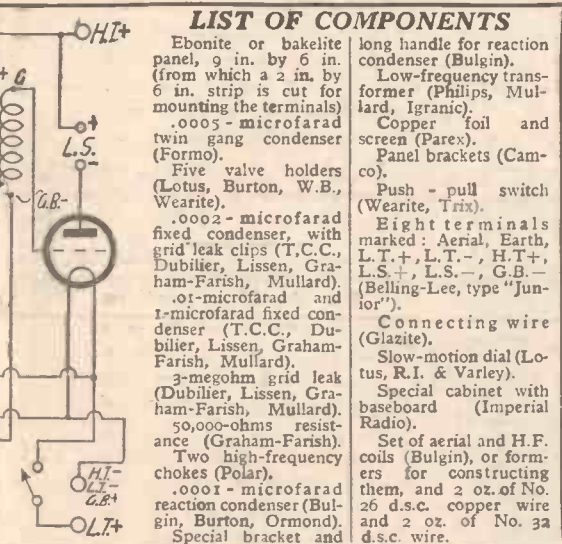 H.T+
+ G
+
L.S.
-
G.B.-
H.T-
L.T-
G.B+
L.T+
LIST OF COMPONENTS
Ebonite or bakelite
panel, 9 in. by 6 in.
(from which a 2 in. by
6 in. strip is cut for
mounting the terminals)
.0005 - microfarad
twin gang condenser
(Formo).
Five valve holders
(Lotus, Burton, W.B.,
Wearite).
.0002 - microfarad
fixed condenser, with
grid leak clips (T.C.C.,
Dubilier, Lissen, Gra-
ham-Farish, Mullard).
.01-microfarad and
1-microfarad fixed con-
denser (T.C.C., Du-
bilier, Lissen, Graham-
Farish, Mullard).
3-megohm grid leak
(Dubilier, Lissen, Gra-
ham-Farish, Mullard).
50,000-ohms resist-
ance (Graham-Farish).
Two high-frequency
chokes (Polar).
.0001 - microfarad
reaction condenser (Bul-
gin, Burton, Ormond).
Special bracket and
long handle for reaction
condenser (Bulgin).
Low-frequency trans-
former (Philips, Mul-
lard, Igranic).
Copper foil and
screen (Parex).
Panel brackets (Cam-
co).
Push - pull switch
(Wearite, Trix).
Eight terminals
marked : Aerial, Earth,
L.T.+, L.T.-, H.T+,
L.S.+, L.S.-, G.B.-
(Belling-Lee, type "Jun-
ior").
Connecting wire
(Glazite).
Slow-motion dial (Lo-
tus, R.I. & Varley).
Special cabinet with
baseboard (Imperial
Radio).
Set of aerial and H.F.
coils (Bulgin), or form-
ers for constructing
them, and 2 oz. of No.
26 d.s.c. copper wire
and 2 oz. of No. 32
d.s.c. wire.